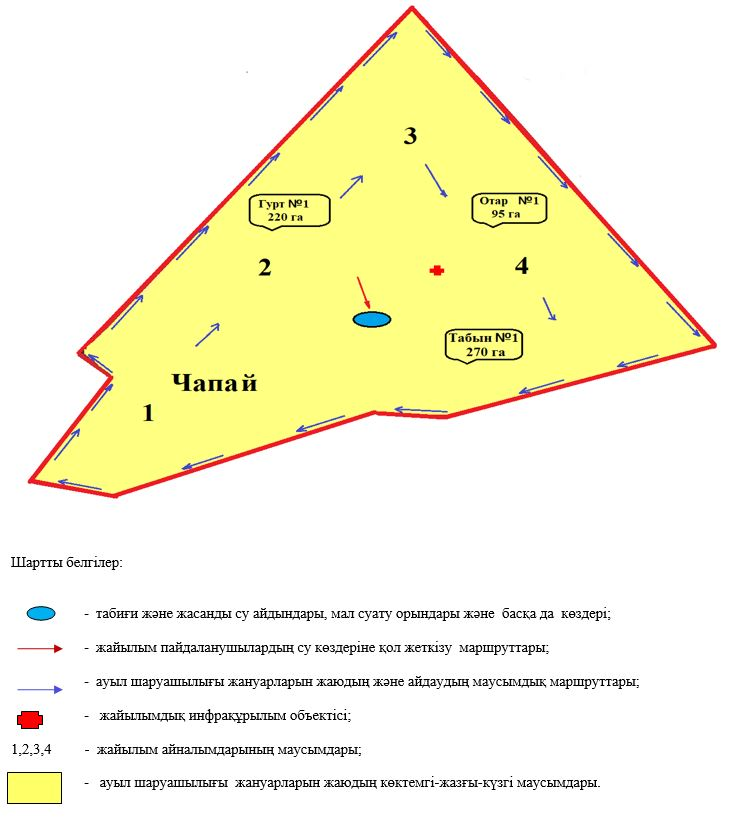 3
Гурт №1
220 га
Отар №1
95 га
2
4
Табын №1
270 га
Чапай
1
Шартты белгілер:
- табиғи және жасанды су айдындары, мал суату орындары және басқа да көздері;
- жайылым пайдаланушылардың су көздеріне қол жеткізу маршруттары;
- ауыл шаруашылығы жануарларын жаюдың және айдаудың маусымдық маршруттары;
- жайылымдық инфрақұрылым объектісі;
1,2,3,4 - жайылым айналымдарының маусымдары;
- ауыл шаруашылығы жануарларын жаюдың көктемгі-жазғы-күзгі маусымдары.